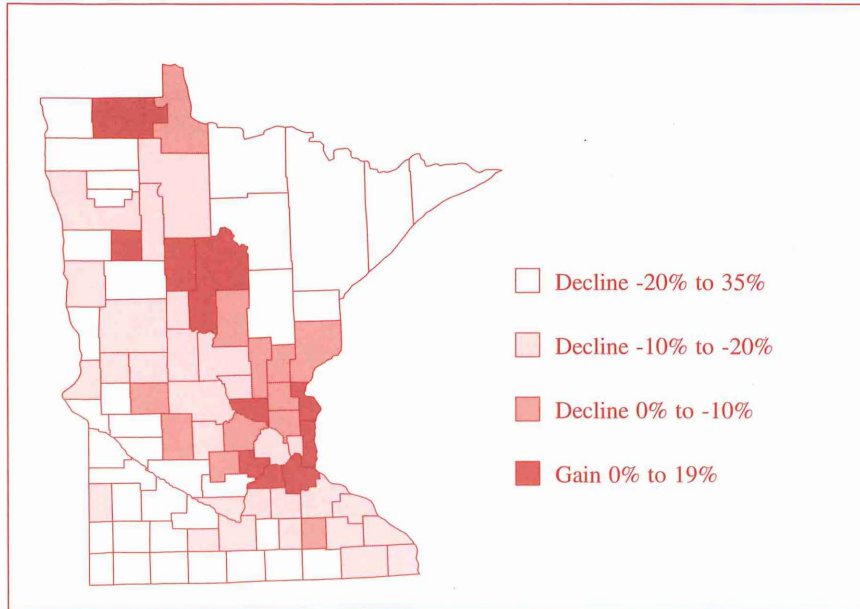 Decline -20% to 35%
Decline -10% to -20%
Decline 0% to -10%
Gain 0% to 19%